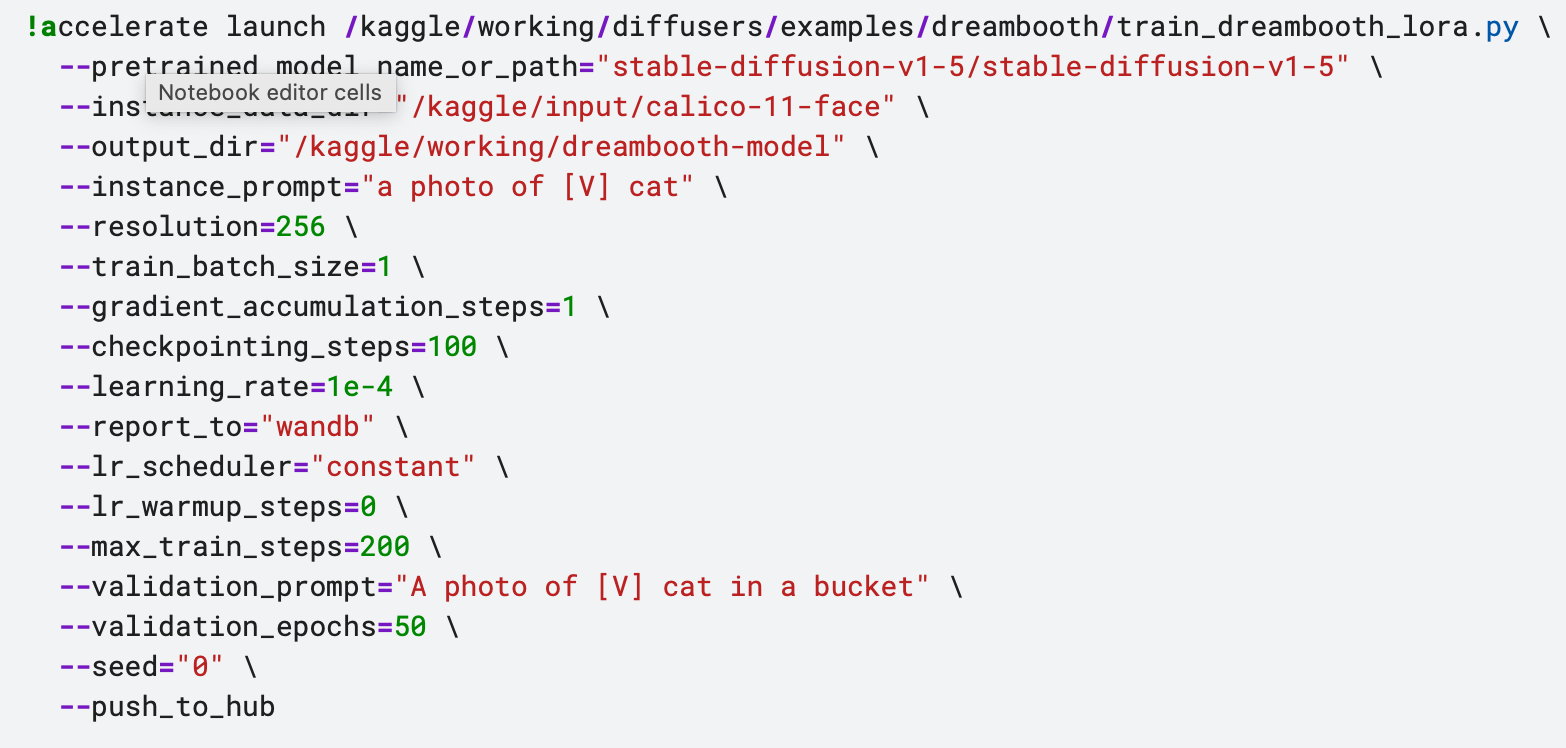 !accelerate launch /kaggle/working/diffusers/examples/dreambooth/train_dreambooth_lora.py \
--pretrained_model_name_or_path="stable-diffusion-v1-5/stable-diffusion-v1-5" \
Notebook editor cells
--instance_data_dir="/kaggle/input/calico-11-face" \
--output_dir="/kaggle/working/dreambooth-model" \
--instance_prompt="a photo of [V] cat" \
--resolution=256 \
--train_batch_size=1 \
--gradient_accumulation_steps=1 \
--checkpointing_steps=100 \
--learning_rate=1e-4 \
--report_to="wandb" \
--lr_scheduler="constant" \
--lr_warmup_steps=0 \
--max_train_steps=200 \
--validation_prompt="A photo of [V] cat in a bucket" \
--validation_epochs=50 \
--seed="0" \
--push_to_hub